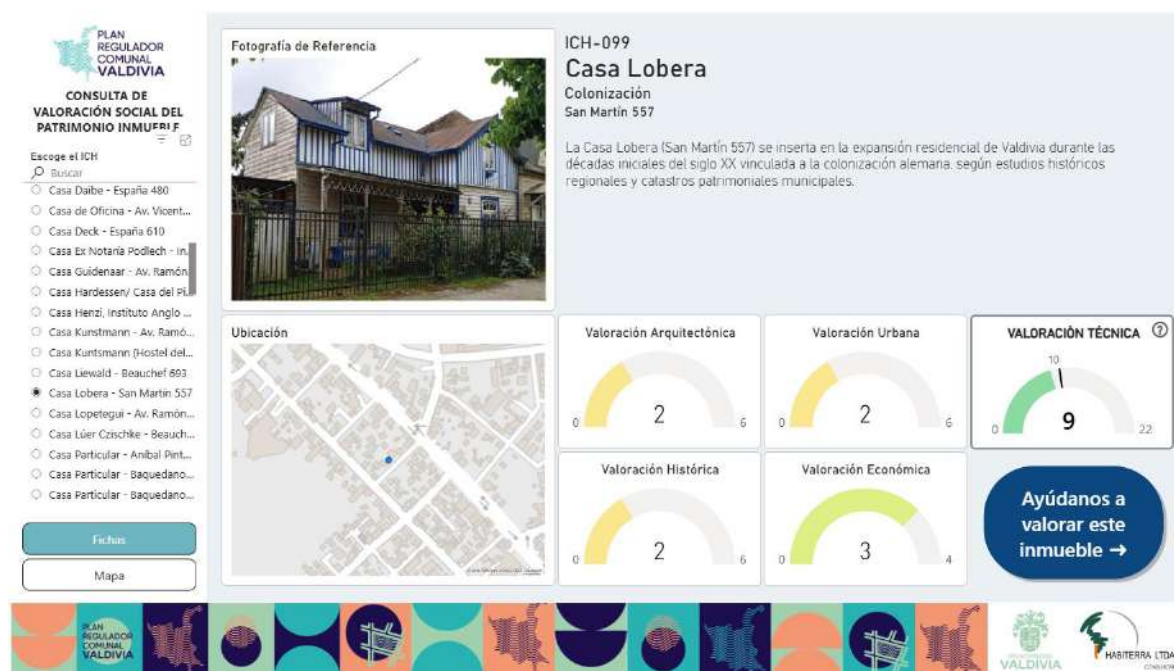 PLAN
REGULADOR
COMUNAL
VALDIVIA
CONSULTA DE
VALORACIÓN SOCIAL DEL
PATRIMONIO INMUEBLE
Escoge el ICH
Buscar
Casa Daibe - España 480
Casa de Oficina - Av. Vicent...
Casa Deck - España 610
Casa Ex Notaría Podlech - In...
Casa Guidenaar - Av. Ramón...
Casa Hardessen/ Casa del Pi...
Casa Henzi, Instituto Anglo ...
Casa Kunstmann - Av. Ramó...
Casa Kuntsmann (Hostel del...
Casa Liewald - Beauchef 693
Casa Lobera - San Martín 557
Casa Lopetegui - Av. Ramón...
Casa Lúer Czischke - Beauch...
Casa Particular - Aníbal Pint...
Casa Particular - Baquedano...
Casa Particular - Baquedano...
Fichas
Mapa
Fotografía de Referencia
ICH-099
Casa Lobera
Colonización
San Martín 557
La Casa Lobera (San Martín 557) se inserta en la expansión residencial de Valdivia durante las
décadas iniciales del siglo XX vinculada a la colonización alemana, según estudios históricos
regionales y catastros patrimoniales municipales.
Ubicación
Valoración Arquitectónica
0
2
6
Valoración Urbana
0
2
6
VALORACIÓN TÉCNICA
?
10
0
9
22
Valoración Histórica
0
2
6
Valoración Económica
0
3
4
Ayúdanos a
valorar este
inmueble →
PLAN
REGULADOR
COMUNAL
VALDIVIA
VALDIVIA
HABITERRA LTDA